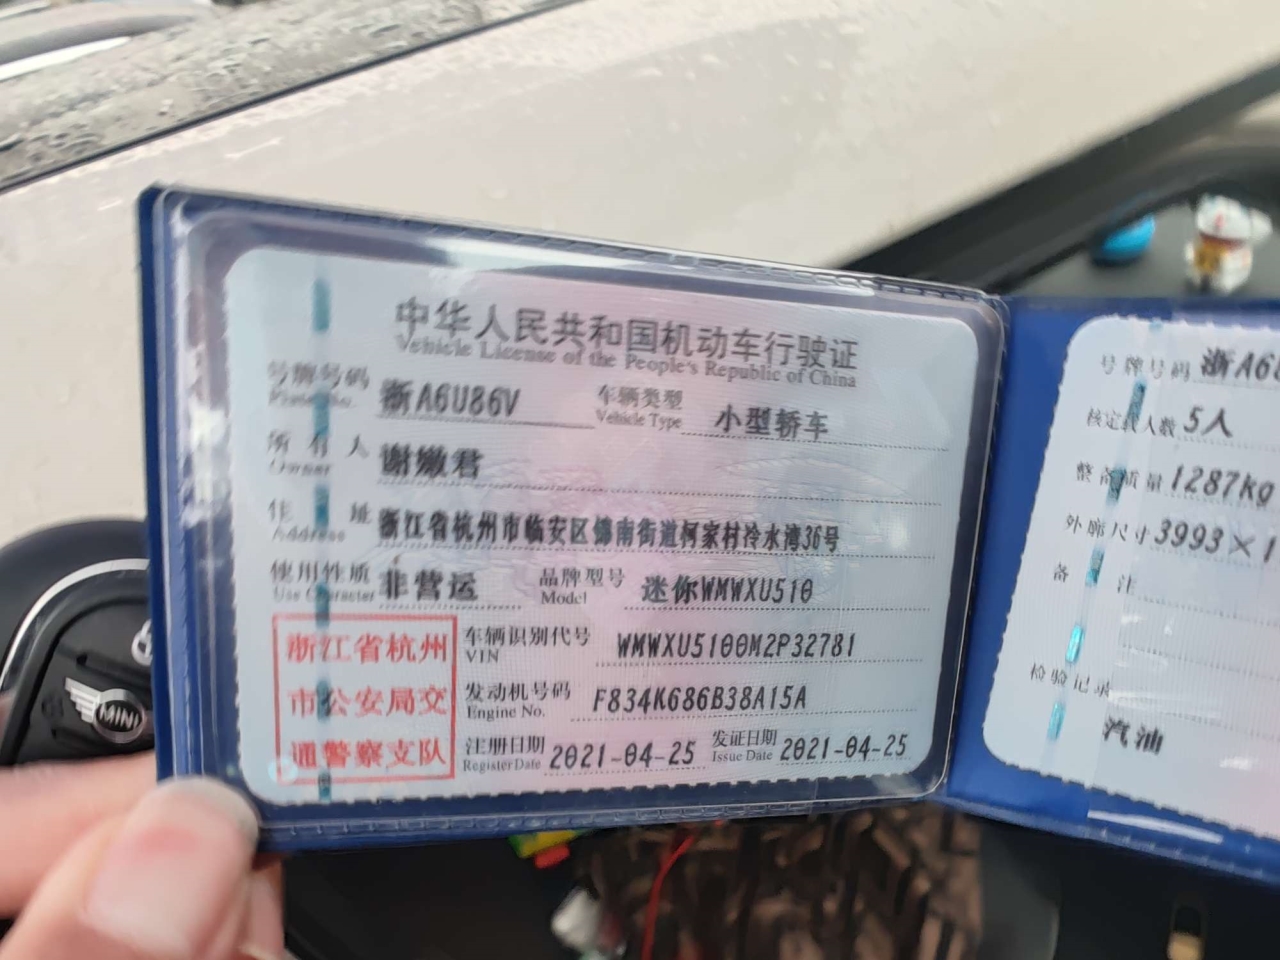 中华人民共和国机动车行驶证
Vehicle License of the People's Republic of China
号牌号码 浙A6U86V 车辆类型 小型轿车
Plate No. Vehicle Type
所有人 谢嫩君
Owner
住址 浙江省杭州市临安区锦南街道柯家村冷水湾36号
Address
使用性质 非营运 品牌型号 迷你WMWXU510
Use Character Model
浙江省杭州
市公安局交
通警察支队
车辆识别代号 WMWXU5100M2P32781
VIN
发动机号码 F834K686B38A15A
Engine No.
注册日期 2021-04-25 发证日期 2021-04-25
Register Date Issue Date
号牌号码 浙A6
核定载人数 5人
整备质量 1287kg
外廓尺寸 3993×1
备注
检验记录
汽油
MINI